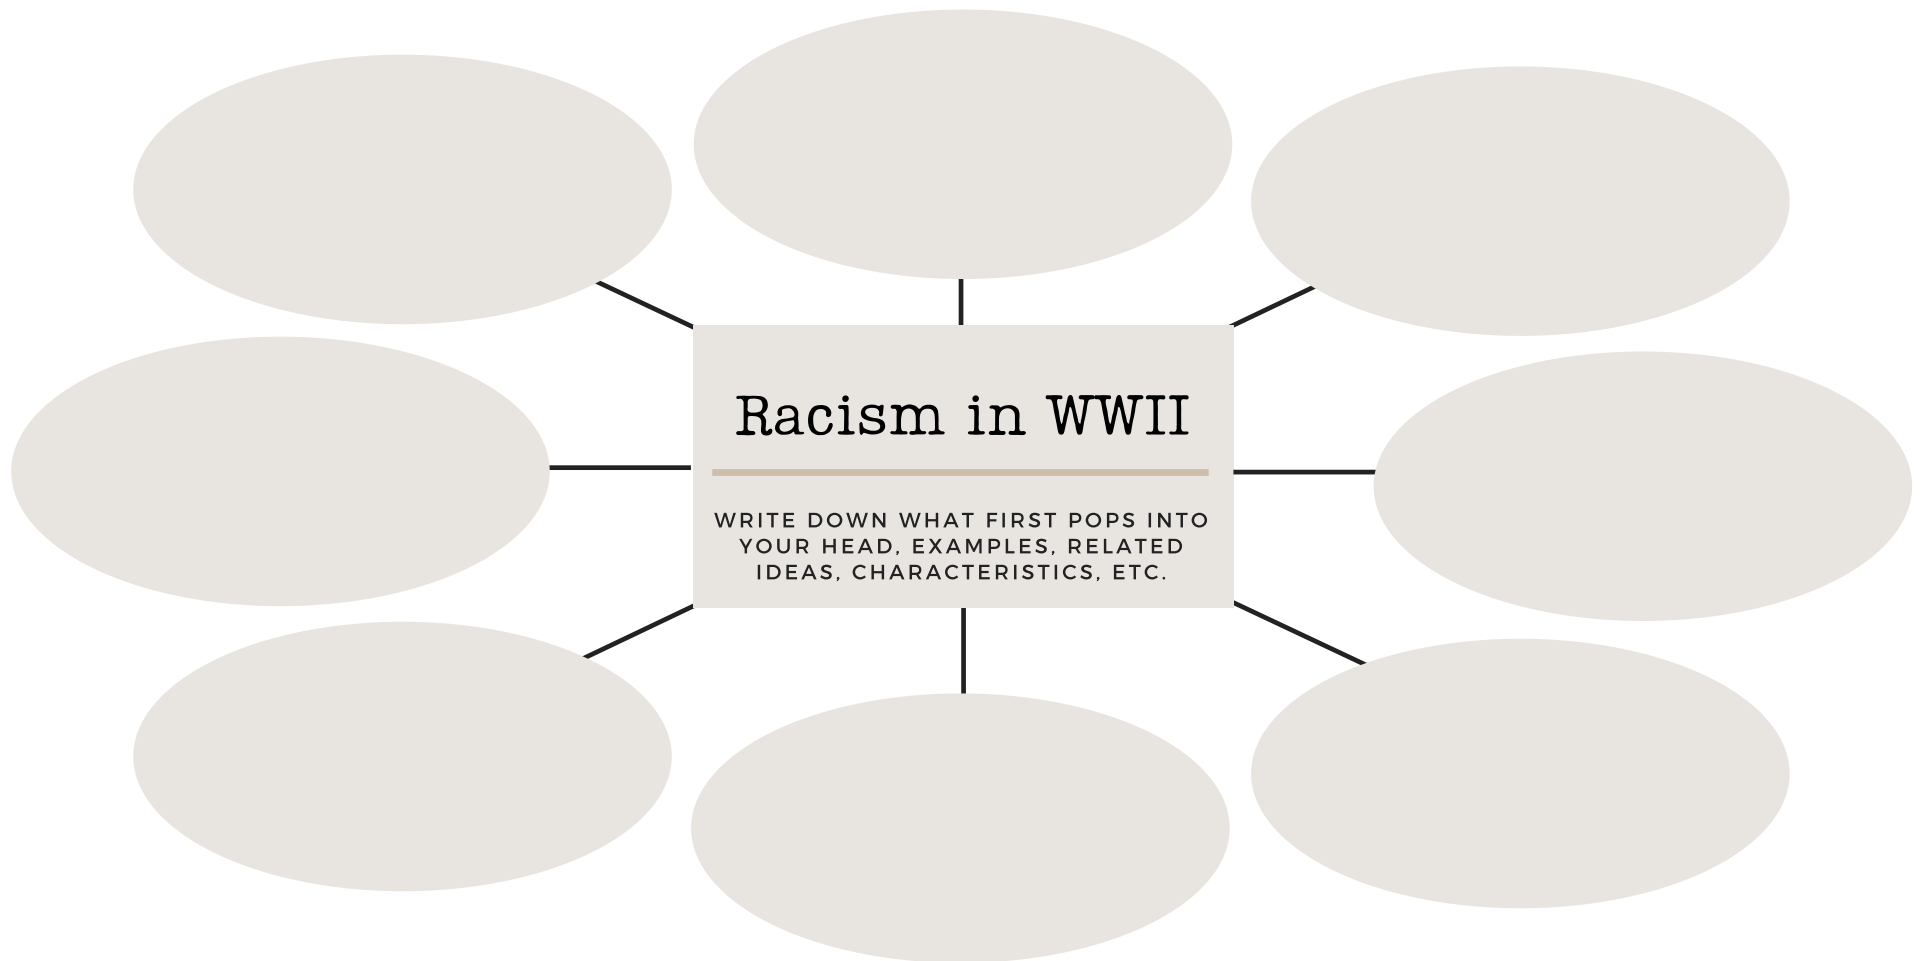 Racism in WWII
WRITE DOWN WHAT FIRST POPS INTO
YOUR HEAD, EXAMPLES, RELATED
IDEAS, CHARACTERISTICS, ETC.